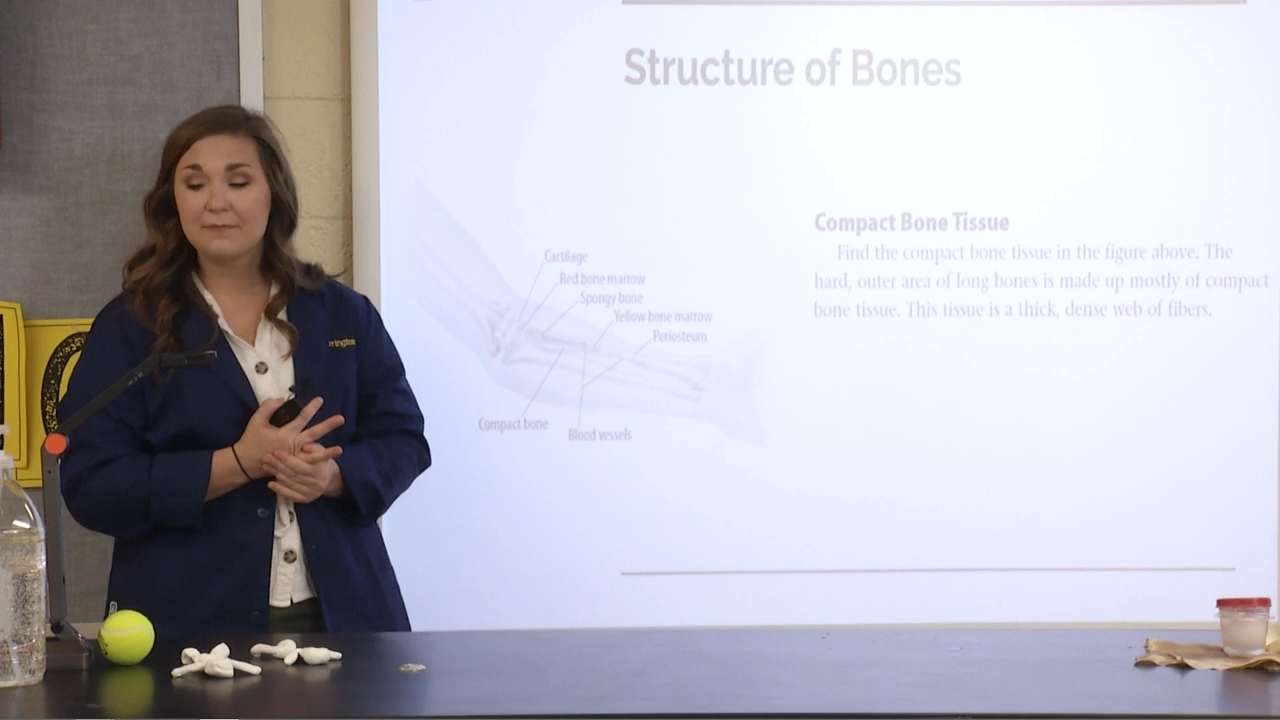 Structure of Bones
Compact Bone Tissue
Find the compact bone tissue in the figure above. The
hard, outer area of long bones is made up mostly of compact
bone tissue. This tissue is a thick, dense web of fibers.
Cartilage
Red bone marrow
Spongy bone
Yellow bone marrow
Periosteum
Compact bone
Blood vessels